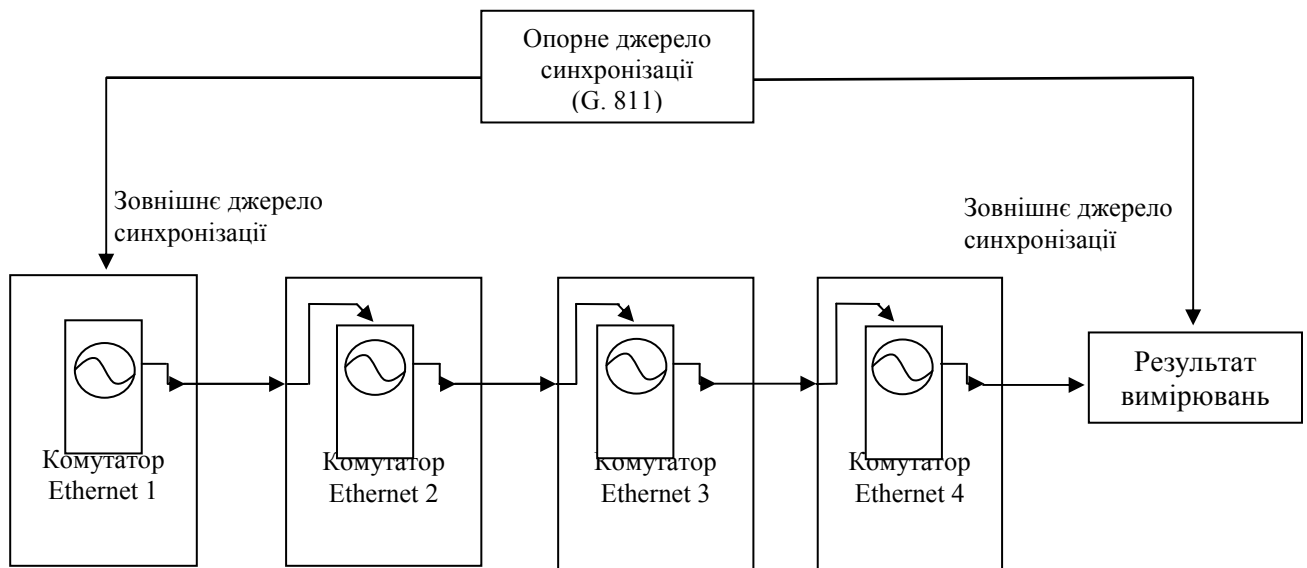 Опорне джерело
синхронізації
(G. 811)
Зовнішнє джерело
синхронізації
Зовнішнє джерело
синхронізації
Комутатор
Ethernet 1
Комутатор
Ethernet 2
Комутатор
Ethernet 3
Комутатор
Ethernet 4
Результат
вимірювань